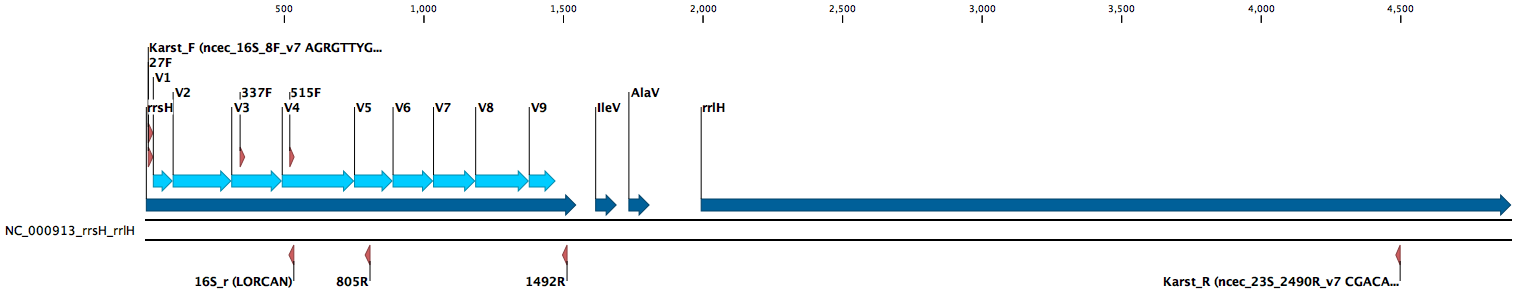 500 1,000 1,500 2,000 2,500 3,000 3,500 4,000 4,500
Karst_F (ncec_16S_8F_v7 AGRGTTYG...
27F
V1
V2 337F 515F AlaV
rrsH V3 V4 V5 V6 V7 V8 V9 IleV rrlH
NC_000913_rrsH_rrlH
16S_r (LORCAN) 805R 1492R Karst_R (ncec_23S_2490R_v7 CGACA...